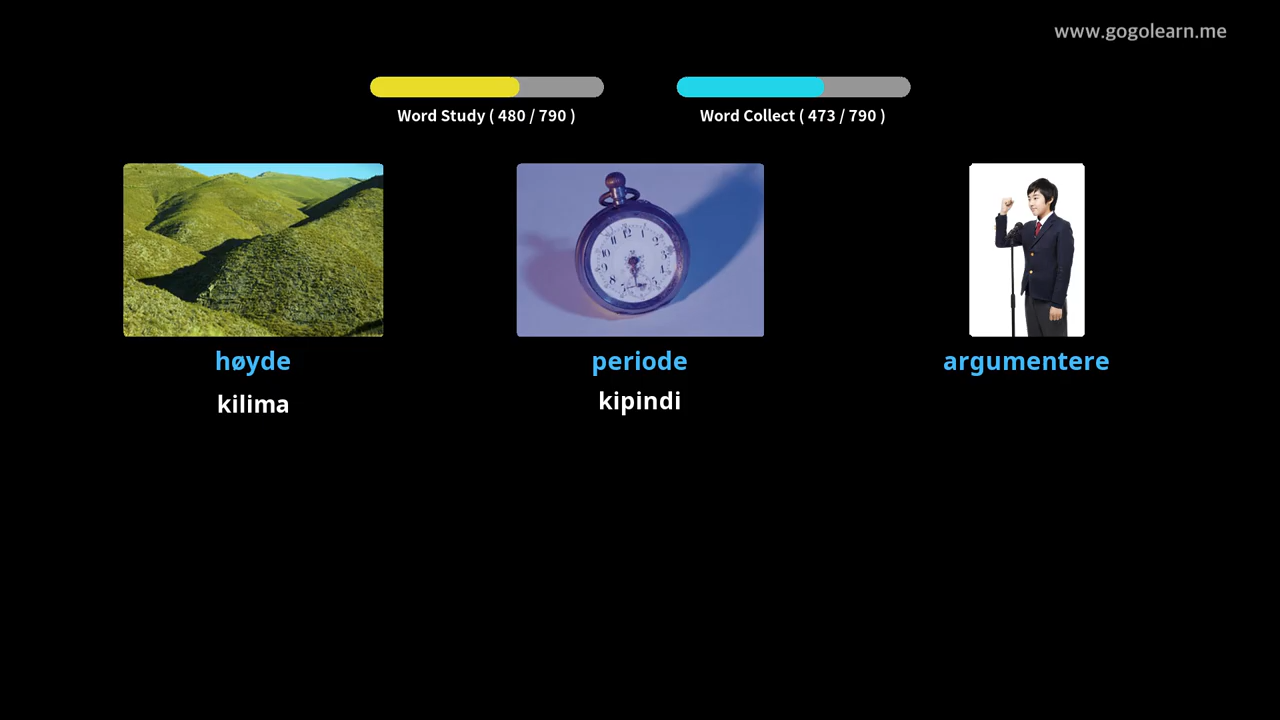 www.gogolearn.me
Word Study ( 480 / 790 )
Word Collect ( 473 / 790 )
høyde
periode
argumentere
kilima
kipindi